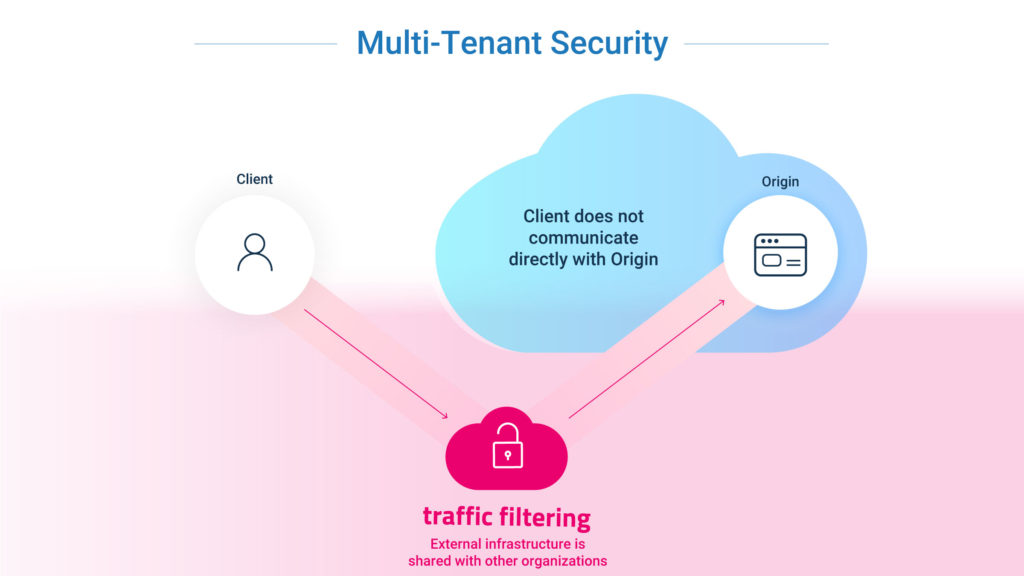 Multi-Tenant Security
Client
Origin
Client does not
communicate
directly with Origin
traffic filtering
External infrastructure is
shared with other organizations